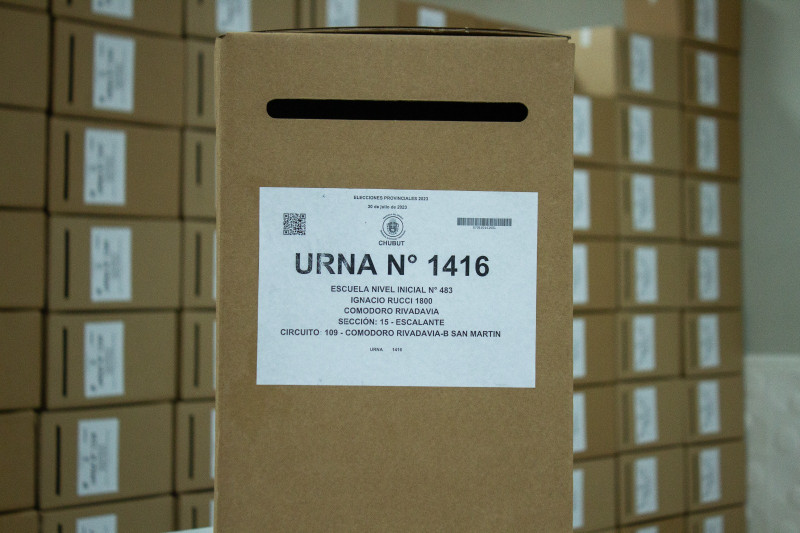 ELECCIONES PROVINCIALES 2023
30 de julio de 2023
CHUBUT
URNA N° 1416
ESCUELA NIVEL INICIAL N° 483
IGNACIO RUCCI 1800
COMODORO RIVADAVIA
SECCIÓN: 15 - ESCALANTE
CIRCUITO 109 - COMODORO RIVADAVIA-B SAN MARTIN
URNA 1416